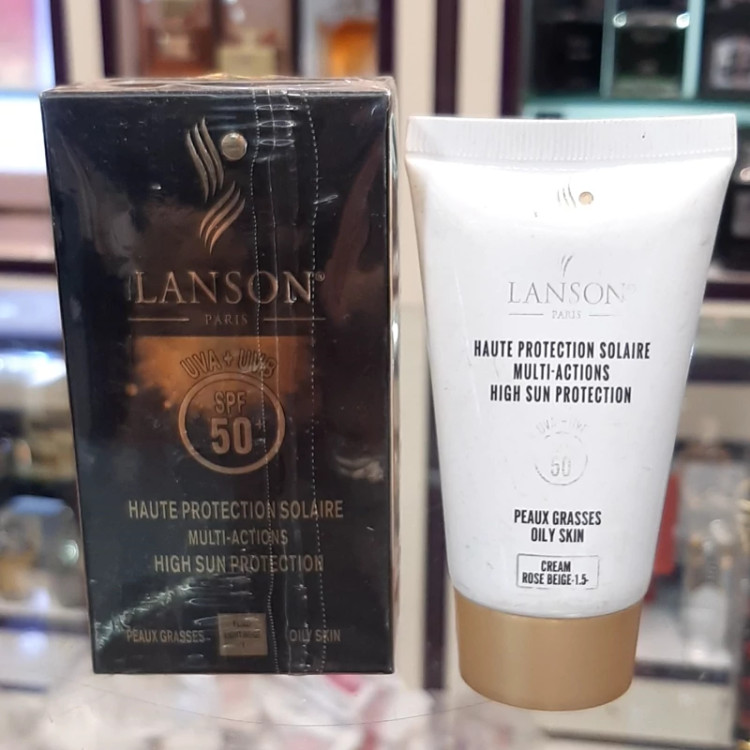 LANSON®
PARIS
UVA + UVB
SPF
50+
HAUTE PROTECTION SOLAIRE
MULTI-ACTIONS
HIGH SUN PROTECTION
PEAUX GRASSES
OILY SKIN
LANSON
PARIS
HAUTE PROTECTION SOLAIRE
MULTI-ACTIONS
HIGH SUN PROTECTION
50
PEAUX GRASSES
OILY SKIN
CREAM
ROSE BEIGE-1.5-